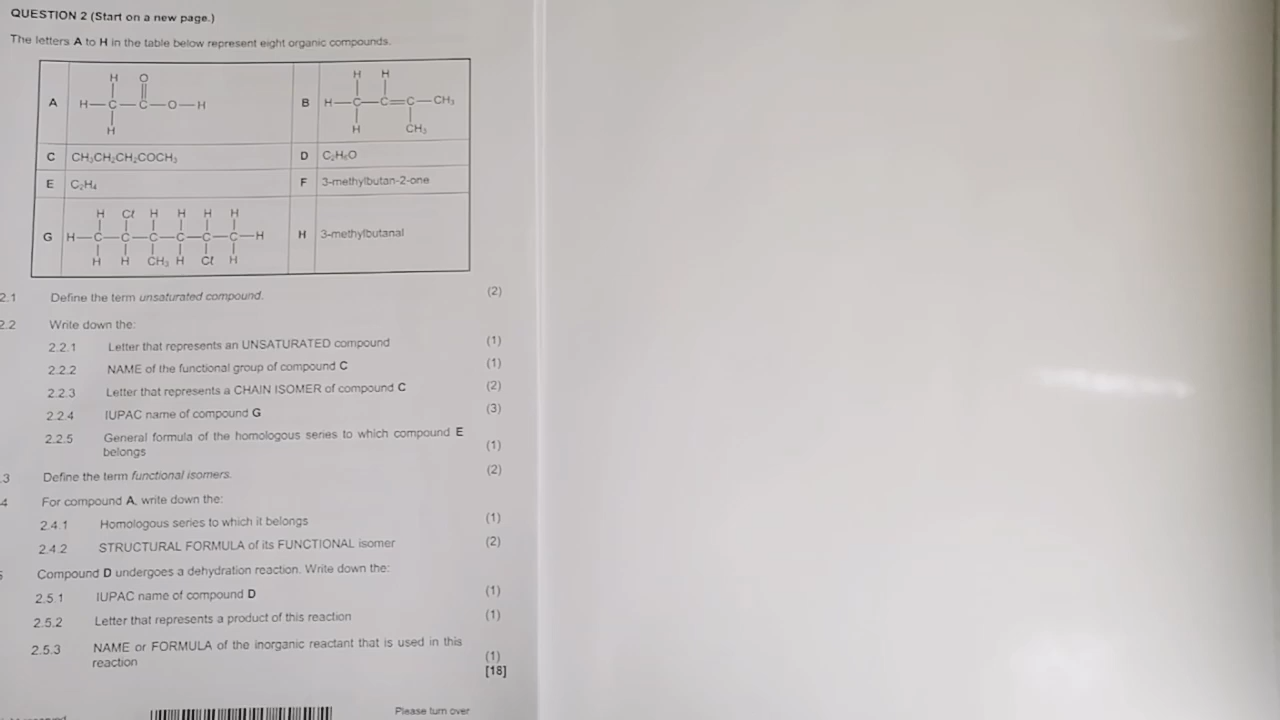 QUESTION 2 (Start on a new page.)
The letters A to H in the table below represent eight organic compounds.
A
H O
H—C—C—O—H
H
B
H H
H—C—C=C—CH₃
H CH₃
C CH₃CH₂CH₂COCH₃
D C₂H₆O
E C₂H₄
F 3-methylbutan-2-one
G
H Cℓ H H H H
H—C—C—C—C—C—C—H
H H CH₃ H Cℓ H
H 3-methylbutanal
2.1 Define the term unsaturated compound. (2)
2.2 Write down the:
2.2.1 Letter that represents an UNSATURATED compound (1)
2.2.2 NAME of the functional group of compound C (1)
2.2.3 Letter that represents a CHAIN ISOMER of compound C (2)
2.2.4 IUPAC name of compound G (3)
2.2.5 General formula of the homologous series to which compound E
belongs (1)
.3 Define the term functional isomers. (2)
4 For compound A, write down the:
2.4.1 Homologous series to which it belongs (1)
2.4.2 STRUCTURAL FORMULA of its FUNCTIONAL isomer (2)
Compound D undergoes a dehydration reaction. Write down the:
2.5.1 IUPAC name of compound D (1)
2.5.2 Letter that represents a product of this reaction (1)
2.5.3 NAME or FORMULA of the inorganic reactant that is used in this
reaction (1)
[18]
Please turn over